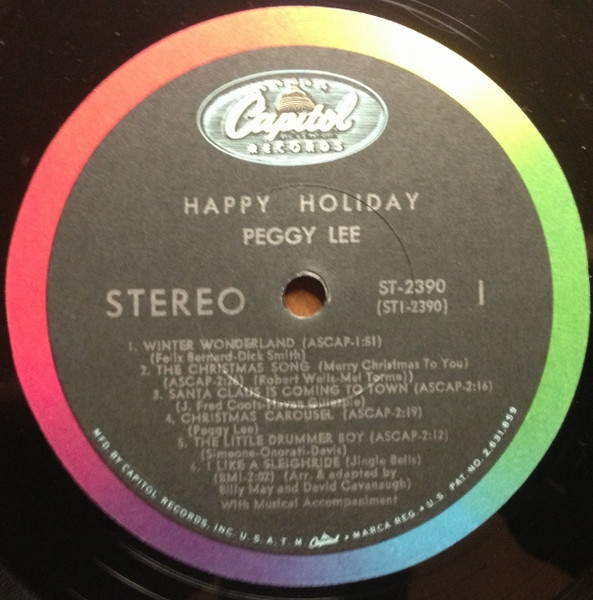 Capitol
RECORDS
HAPPY HOLIDAY
PEGGY LEE
STEREO
ST-2390
(ST1-2390)
1
1. WINTER WONDERLAND (ASCAP-1:51)
(Felix Bernard-Dick Smith)
2. THE CHRISTMAS SONG (Merry Christmas To You)
(ASCAP-2:26) (Robert Wells-Mel Torme)
3. SANTA CLAUS IS COMING TO TOWN (ASCAP-2:16)
(J. Fred Coots-Haven Gillespie)
4. CHRISTMAS CAROUSEL (ASCAP-2:19)
(Peggy Lee)
5. THE LITTLE DRUMMER BOY (ASCAP-2:12)
(Simeone-Onorati-Davis)
6. I LIKE A SLEIGHRIDE (Jingle Bells)
(BMI-2:02) (Arr. & adapted by
Billy May and David Cavanaugh)
With Musical Accompaniment
MFD. BY CAPITOL RECORDS, INC. U.S.A. T.M. Capitol • MARCA REG. • U.S. PAT. NO. 2,631,859